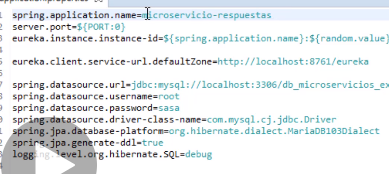 spring.application.name=microservicio-respuestas
server.port=${PORT:0}
eureka.instance.instance-id=${spring.application.name}:${random.value}
eureka.client.service-url.defaultZone=http://localhost:8761/eureka
spring.datasource.url=jdbc:mysql://localhost:3306/db_microservicios_ex
spring.datasource.username=root
spring.datasource.password=sasa
spring.datasource.driver-class-name=com.mysql.cj.jdbc.Driver
spring.jpa.database-platform=org.hibernate.dialect.MariaDB103Dialect
spring.jpa.generate-ddl=true
logging.level.org.hibernate.SQL=debug